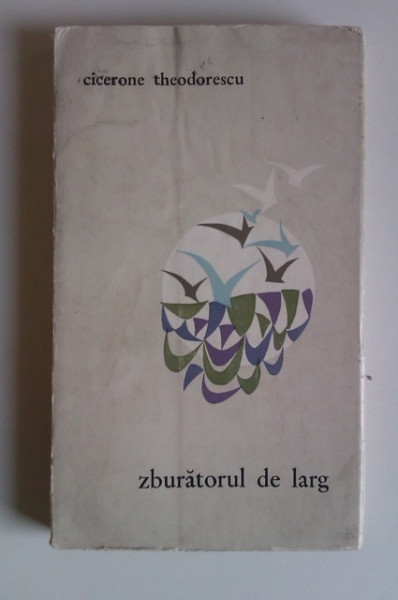 cicerone theodorescu
zburătorul de larg